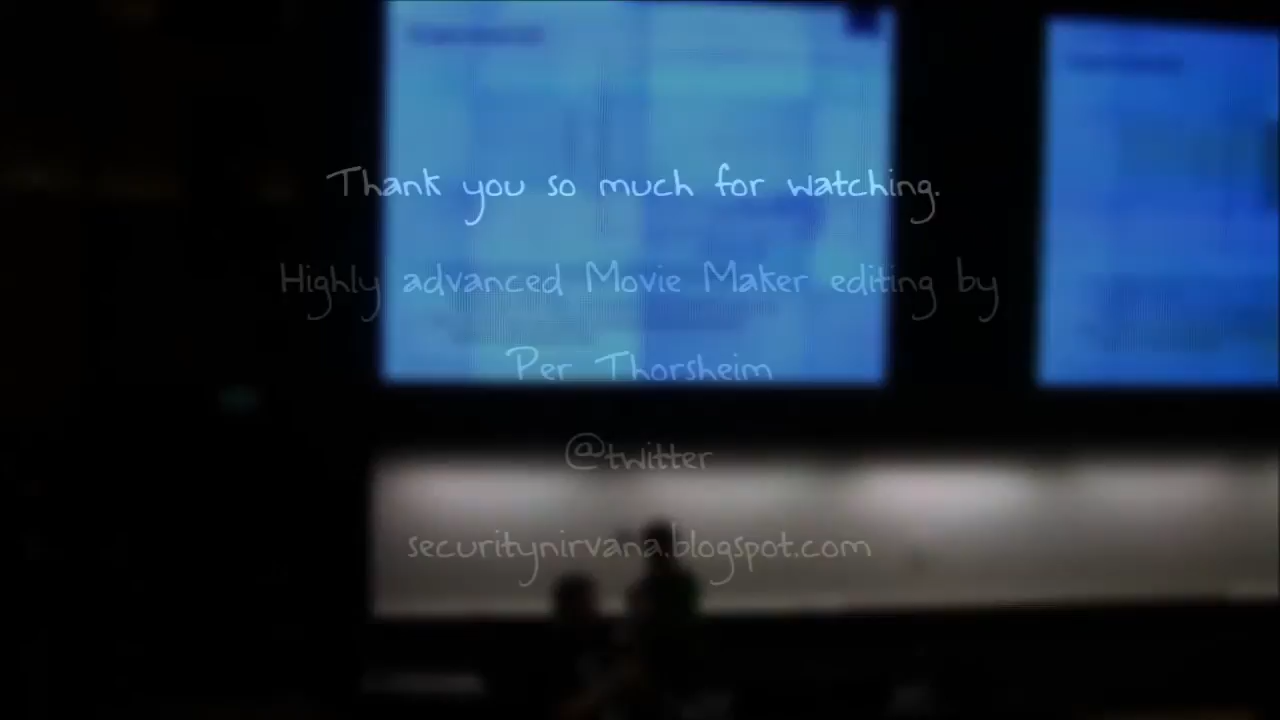 Thank you so much for watching.
Highly advanced Movie Maker editing by
Per Thorsheim
@twitter
securitynirvana.blogspot.com